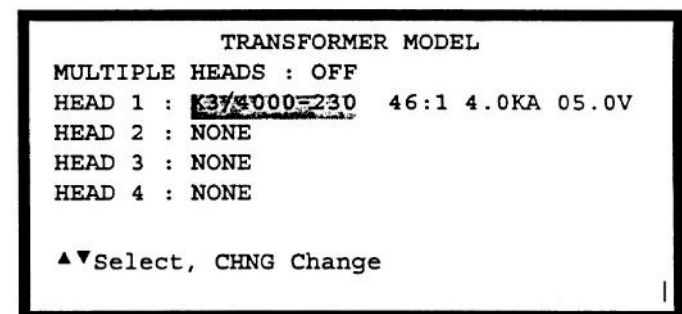 TRANSFORMER MODEL
MULTIPLE HEADS : OFF
HEAD 1 : K3/4000-230 46:1 4.0KA 05.0V
HEAD 2 : NONE
HEAD 3 : NONE
HEAD 4 : NONE
▲▼Select, CHNG Change